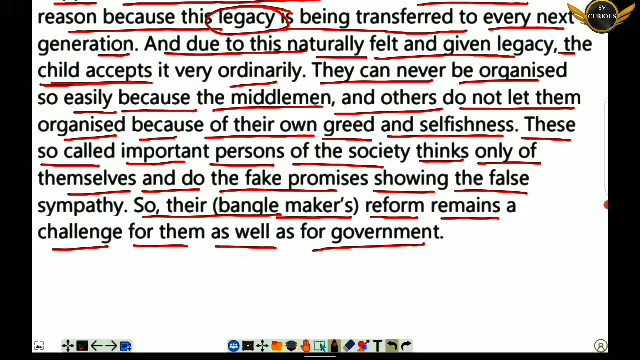 BY
CURIOUS
reason because this legacy is being transferred to every next
generation. And due to this naturally felt and given legacy, the
child accepts it very ordinarily. They can never be organised
so easily because the middlemen, and others do not let them
organised because of their own greed and selfishness. These
so called important persons of the society thinks only of
themselves and do the fake promises showing the false
sympathy. So, their (bangle maker's) reform remains a
challenge for them as well as for government.